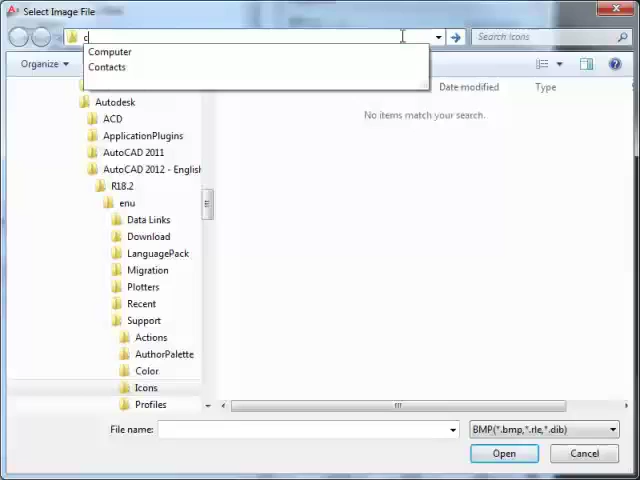 Select Image File
c
Search Icons
Computer
Contacts
Organize
Date modified
Type
No items match your search.
Autodesk
ACD
ApplicationPlugins
AutoCAD 2011
AutoCAD 2012 - English
R18.2
enu
Data Links
Download
LanguagePack
Migration
Plotters
Recent
Support
Actions
AuthorPalette
Color
Icons
Profiles
File name:
BMP(*.bmp,*.rle,*.dib)
Open
Cancel